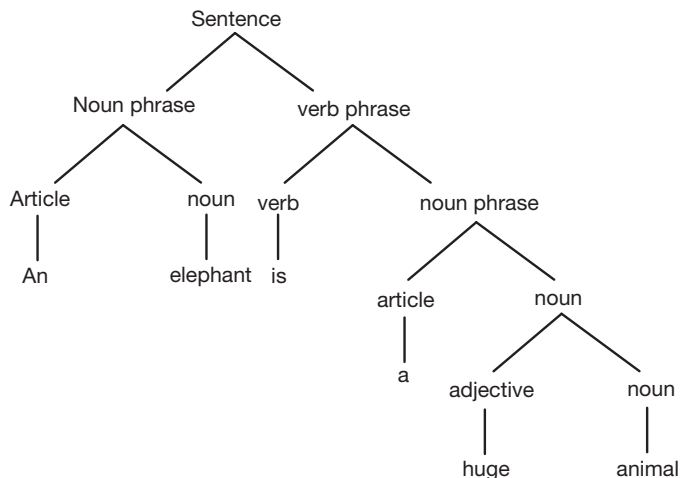 Sentence
Noun phrase verb phrase
Article noun verb noun phrase
An elephant is
article noun
a
adjective noun
huge animal